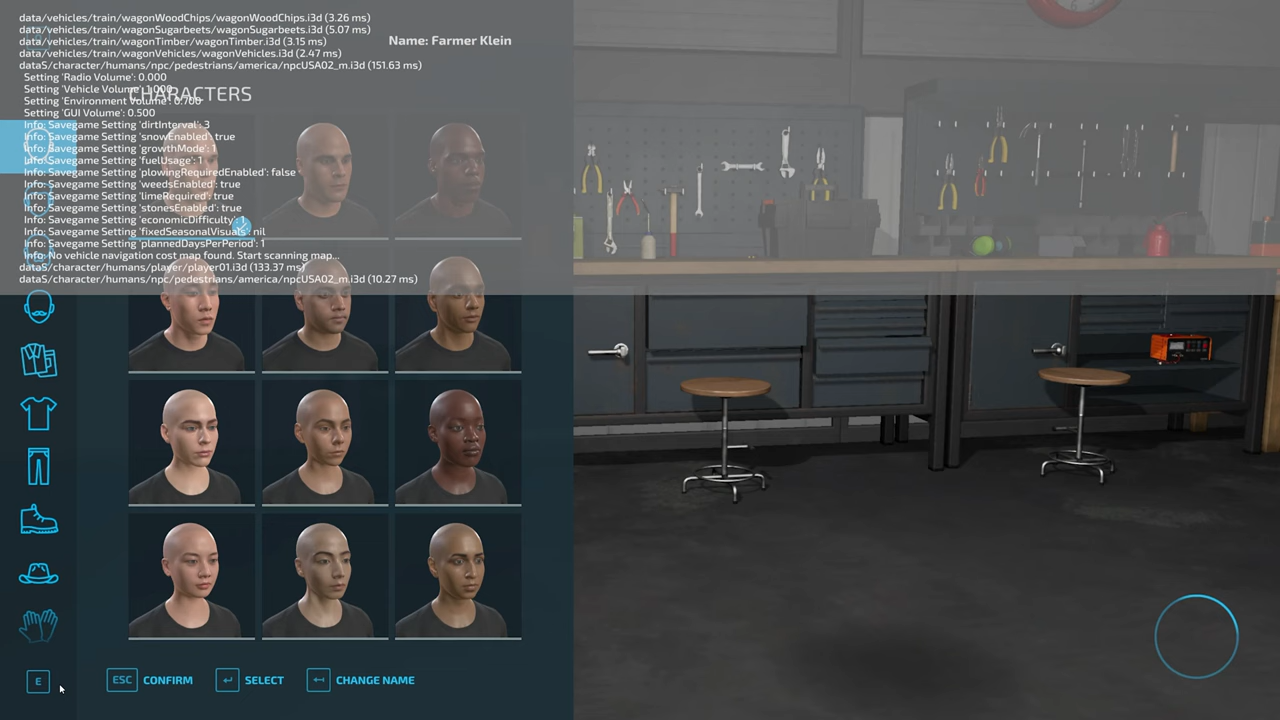 data/vehicles/train/wagonWoodChips/wagonWoodChips.i3d (3.26 ms)
data/vehicles/train/wagonSugarbeets/wagonSugarbeets.i3d (5.07 ms)
data/vehicles/train/wagonTimber/wagonTimber.i3d (3.15 ms)
Name: Farmer Klein
data/vehicles/train/wagonVehicles/wagonVehicles.i3d (2.47 ms)
dataS/character/humans/npc/pedestrians/america/npcUSA02_m.i3d (151.63 ms)
Setting 'Radio Volume': 0.000
Setting 'Vehicle Volume': 1.000
CHARACTERS
Setting 'Environment Volume': 0.700
Setting 'GUI Volume': 0.500
Info: Savegame Setting 'dirtInterval': 3
Info: Savegame Setting 'snowEnabled': true
Info: Savegame Setting 'growthMode': 1
Info: Savegame Setting 'fuelUsage': 1
Info: Savegame Setting 'plowingRequiredEnabled': false
Info: Savegame Setting 'weedsEnabled': true
Info: Savegame Setting 'limeRequired': true
Info: Savegame Setting 'stonesEnabled': true
Info: Savegame Setting 'economicDifficulty': 1
Info: Savegame Setting 'fixedSeasonalVisuals': nil
Info: Savegame Setting 'plannedDaysPerPeriod': 1
Info: No vehicle navigation cost map found. Start scanning map...
dataS/character/humans/player/player01.i3d (133.37 ms)
dataS/character/humans/npc/pedestrians/america/npcUSA02_m.i3d (10.27 ms)
E
ESC CONFIRM
SELECT
CHANGE NAME